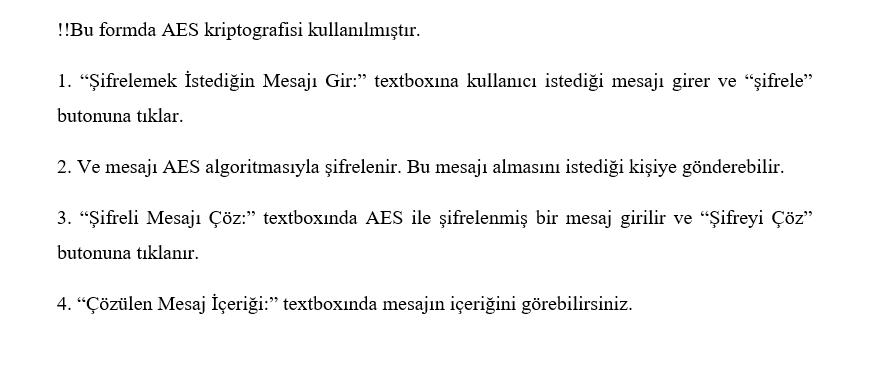 !!Bu formda AES kriptografisi kullanılmıştır.
1. “Şifrelemek İstediğin Mesajı Gir:” textboxına kullanıcı istediği mesajı girer ve “şifrele”
butonuna tıklar.
2. Ve mesajı AES algoritmasıyla şifrelenir. Bu mesajı almasını istediği kişiye gönderebilir.
3. “Şifreli Mesajı Çöz:” textboxında AES ile şifrelenmiş bir mesaj girilir ve “Şifreyi Çöz”
butonuna tıklanır.
4. “Çözülen Mesaj İçeriği:” textboxında mesajın içeriğini görebilirsiniz.